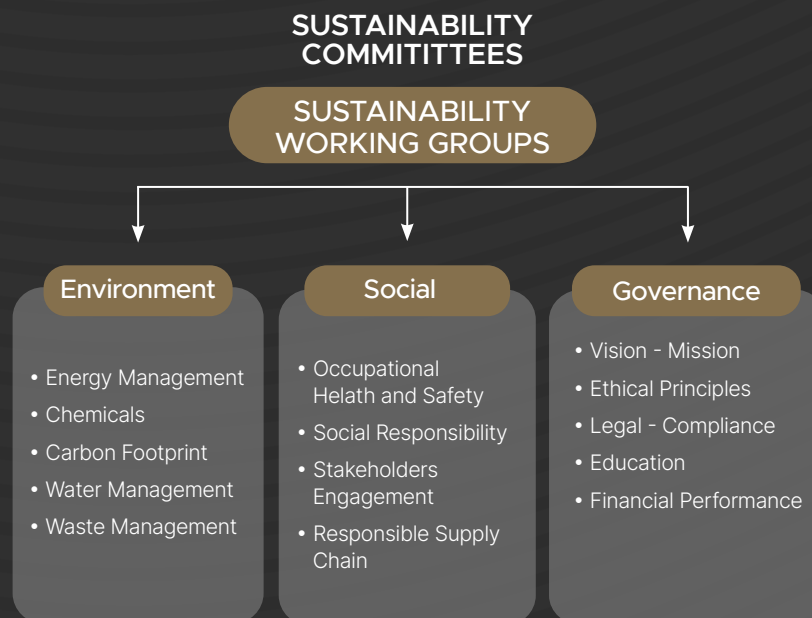 SUSTAINABILITY
COMMITITTEES
SUSTAINABILITY
WORKING GROUPS
Environment
• Energy Management
• Chemicals
• Carbon Footprint
• Water Management
• Waste Management
Social
• Occupational
Helath and Safety
• Social Responsibility
• Stakeholders
Engagement
• Responsible Supply
Chain
Governance
• Vision - Mission
• Ethical Principles
• Legal - Compliance
• Education
• Financial Performance